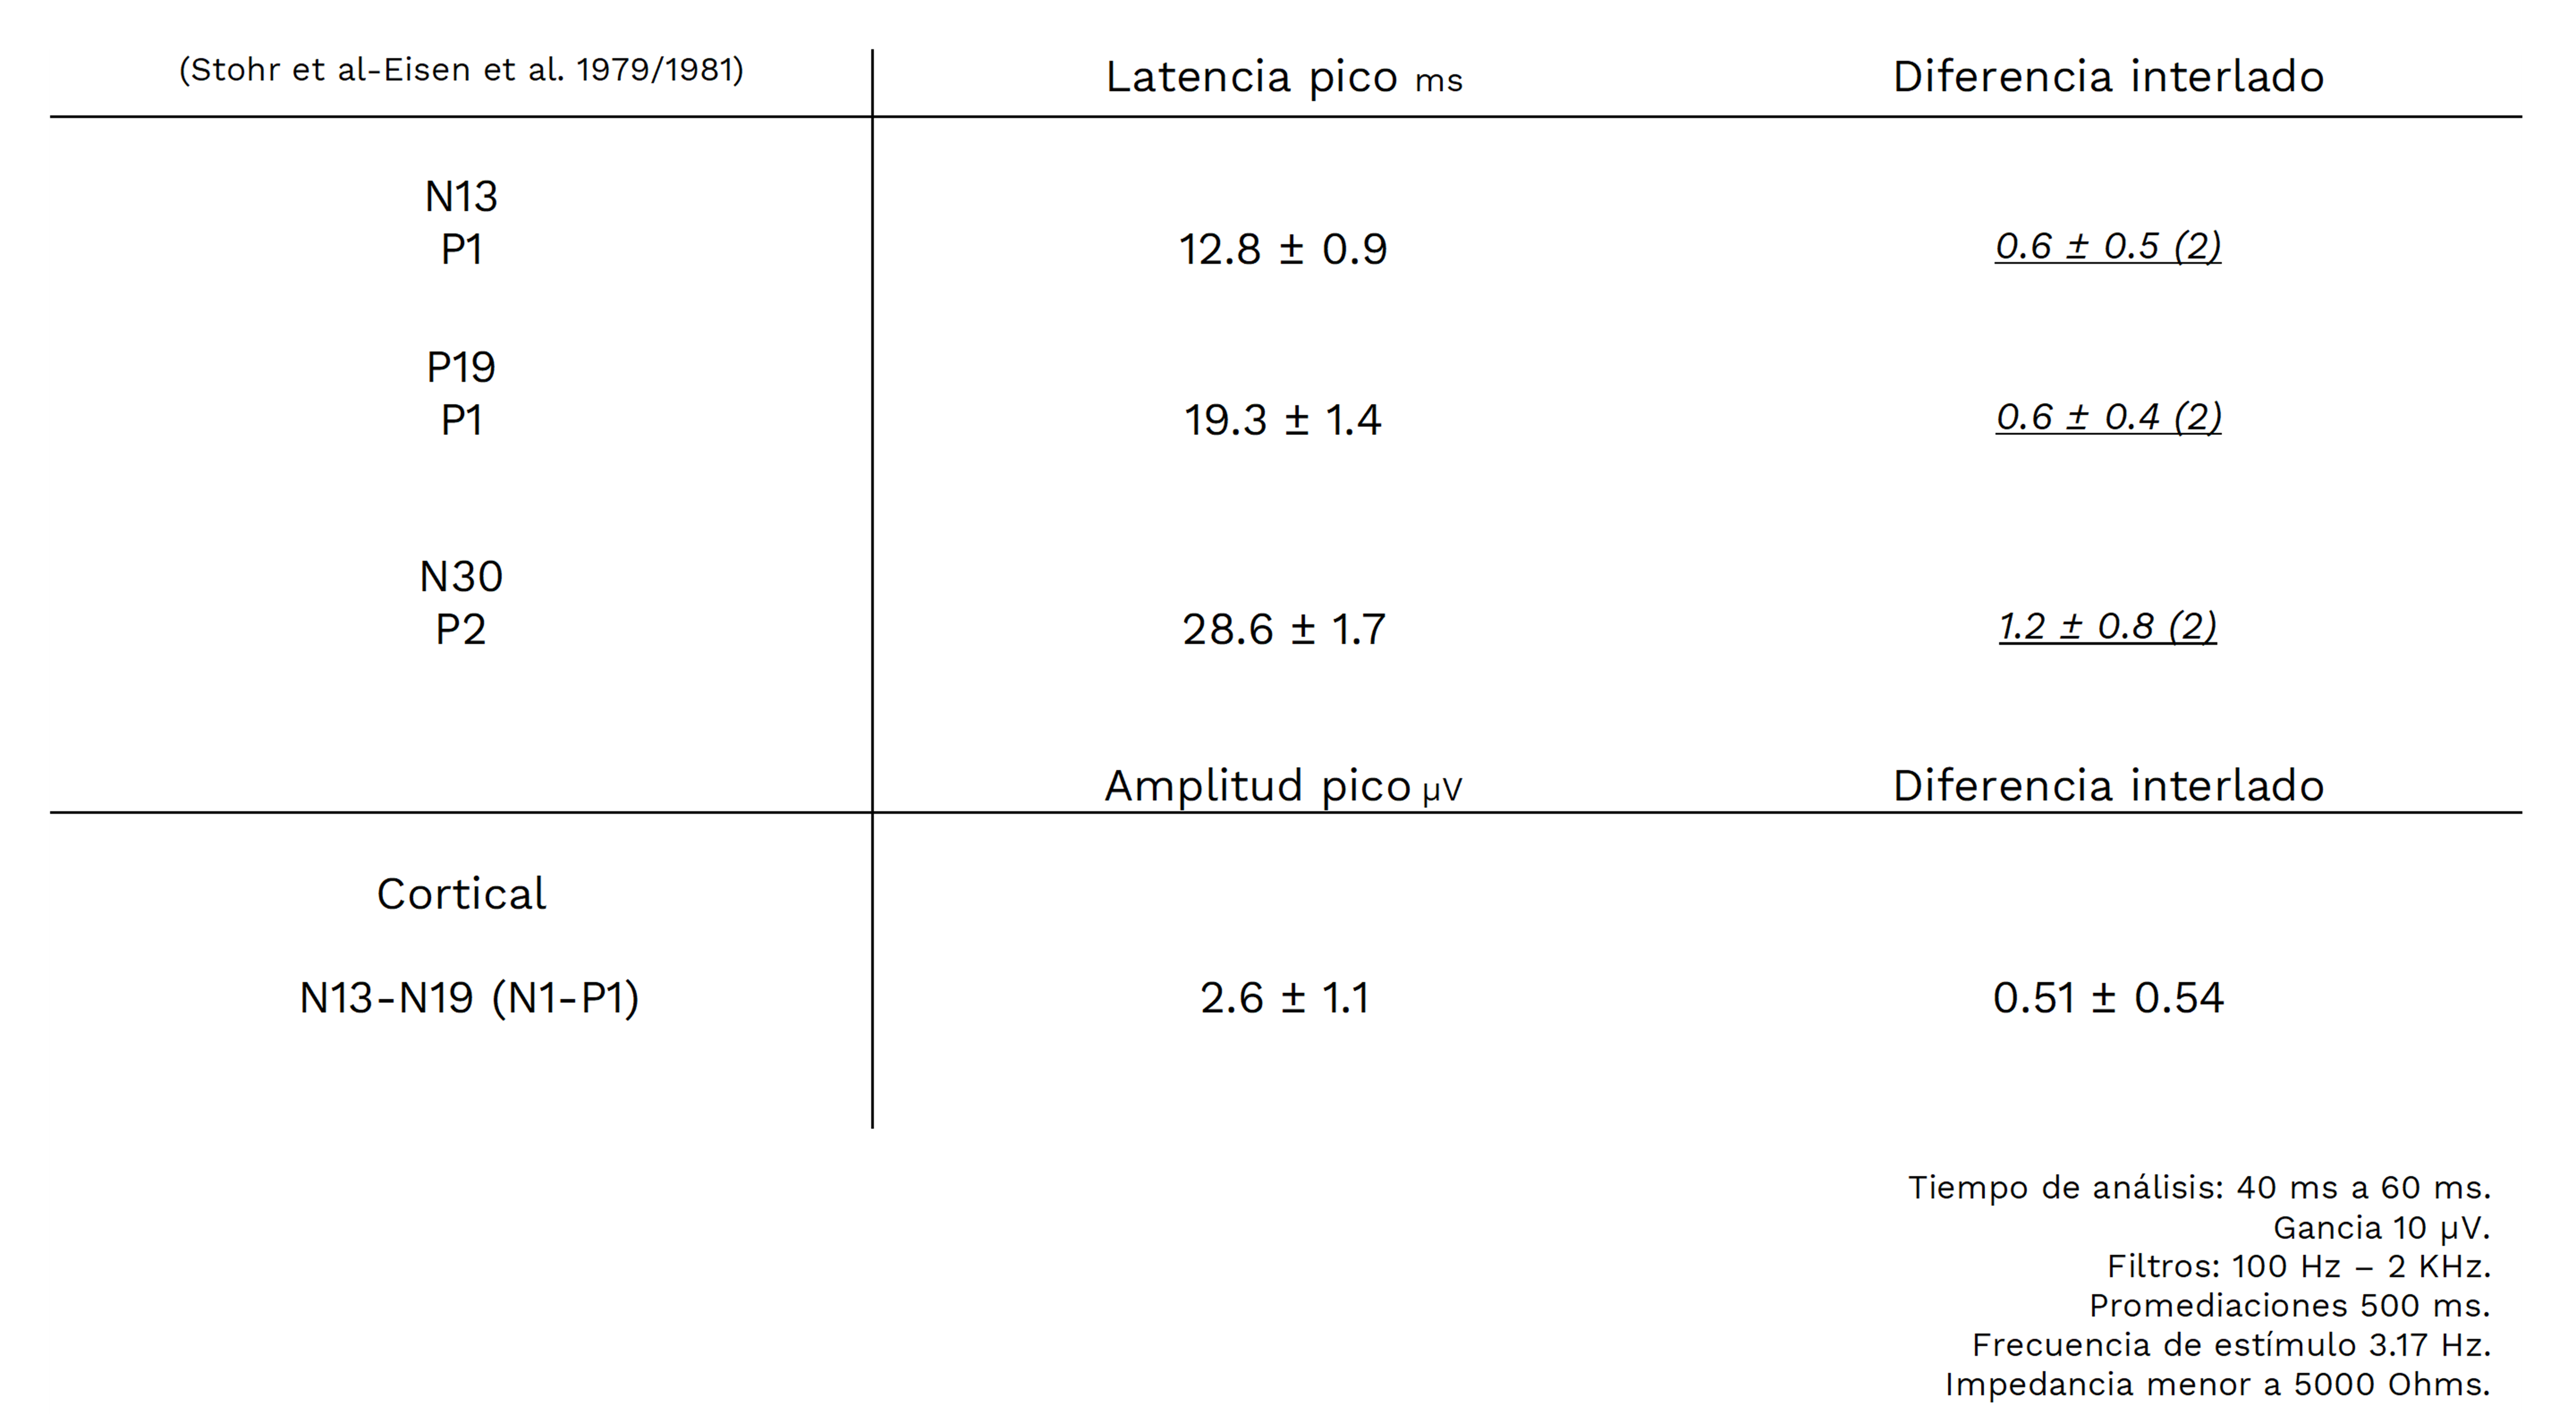 (Stohr et al-Eisen et al. 1979/1981)
Latencia pico ms
Diferencia interlado
N13
P1
12.8 ± 0.9
0.6 ± 0.5 (2)
P19
P1
19.3 ± 1.4
0.6 ± 0.4 (2)
N30
P2
28.6 ± 1.7
1.2 ± 0.8 (2)
Amplitud pico µV
Diferencia interlado
Cortical
N13-N19 (N1-P1)
2.6 ± 1.1
0.51 ± 0.54
Tiempo de análisis: 40 ms a 60 ms.
Gancia 10 µV.
Filtros: 100 Hz – 2 KHz.
Promediaciones 500 ms.
Frecuencia de estímulo 3.17 Hz.
Impedancia menor a 5000 Ohms.